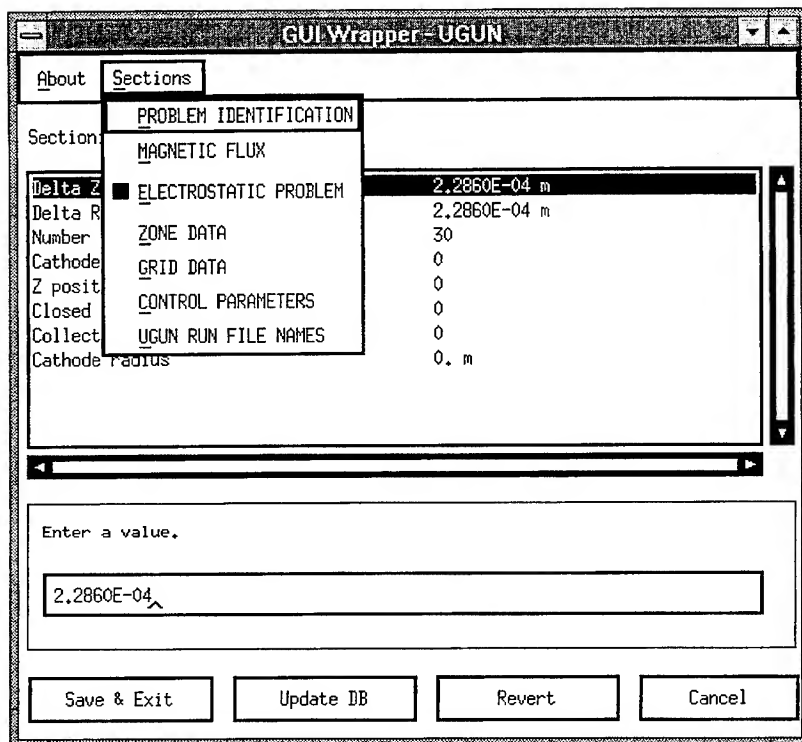 GUI Wrapper - UGUN
About Sections
PROBLEM IDENTIFICATION
Section:
MAGNETIC FLUX
Delta Z 2.2860E-04 m
ELECTROSTATIC PROBLEM
Delta R 2.2860E-04 m
Number 30
ZONE DATA
Cathode 0
GRID DATA
Z posit 0
Closed 0
CONTROL PARAMETERS
Collect 0
UGUN RUN FILE NAMES
Cathode radius 0. m
Enter a value.
2.2860E-04
Save & Exit Update DB Revert Cancel